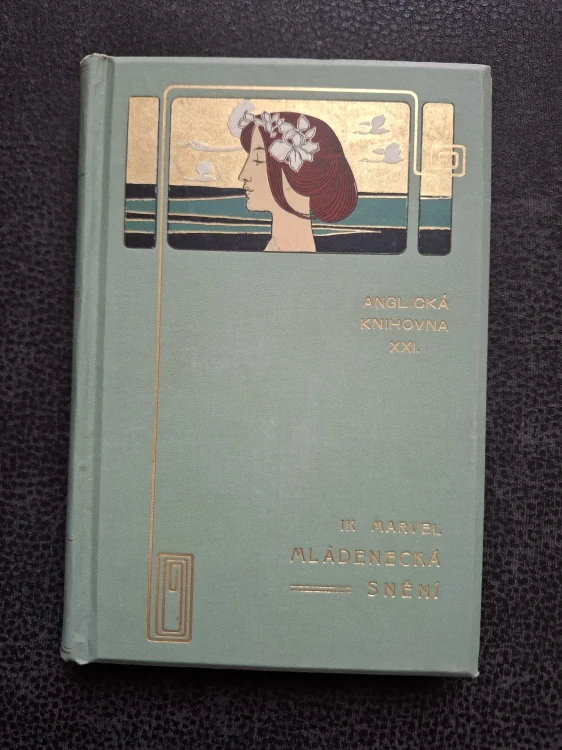 ANGLICKÁ
KNIHOVNA
XXI.
IK MARVEL
MLÁDENECKÁ
SNĚNÍ